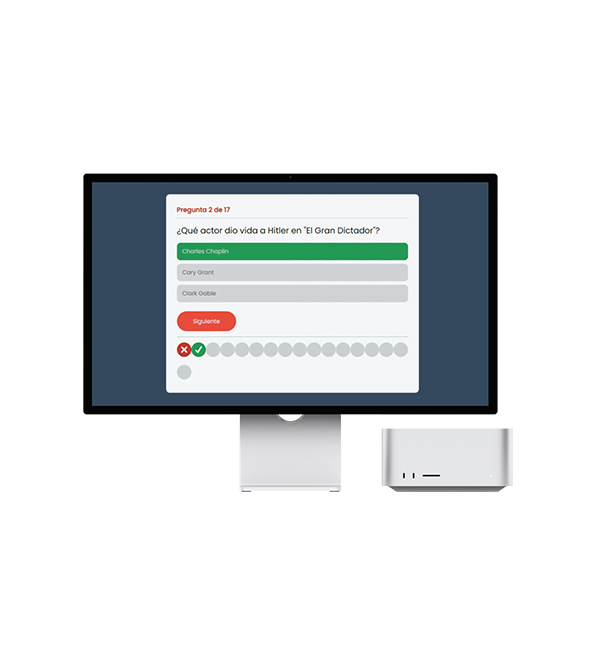 Pregunta 2 de 17
¿Qué actor dio vida a Hitler en "El Gran Dictador"?
Charles Chaplin
Cary Grant
Clark Gable
Siguiente